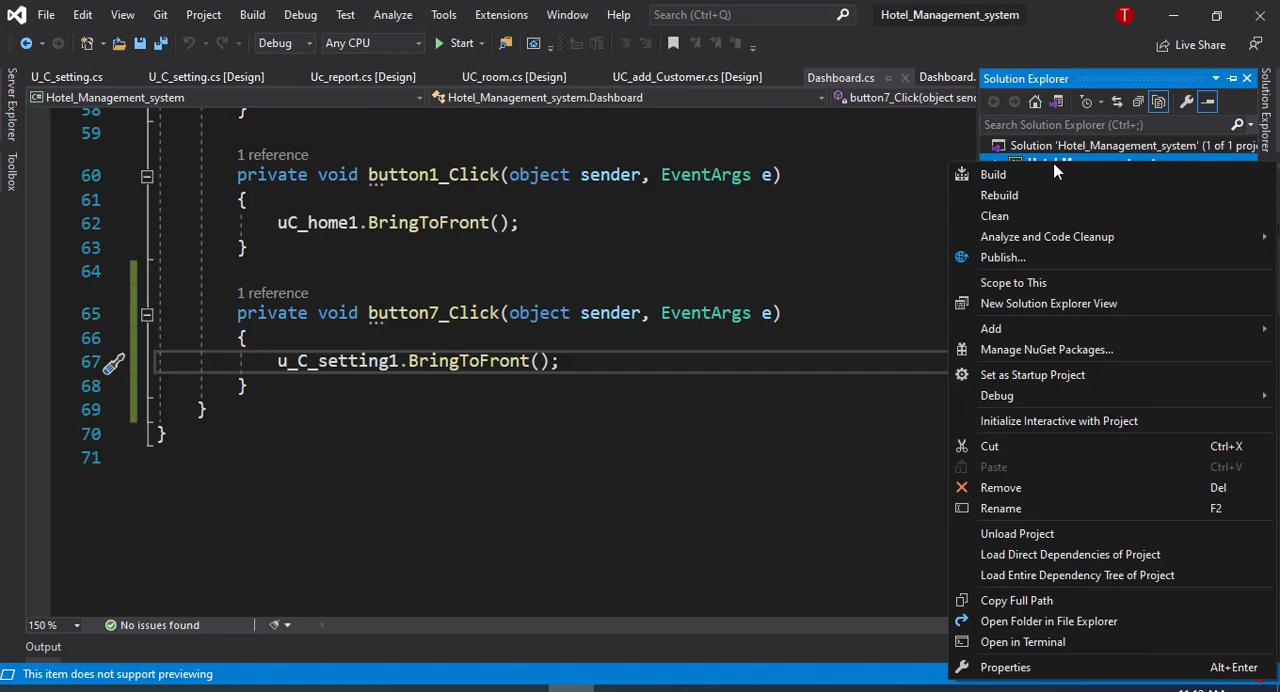 File Edit View Git Project Build Debug Test Analyze Tools Extensions Window Help Search (Ctrl+Q) Hotel_Management_system T
Debug Any CPU Start Live Share
U_C_setting.cs U_C_setting.cs [Design] Uc_report.cs [Design] UC_room.cs [Design] UC_add_Customer.cs [Design] Dashboard.cs Dashboard. Solution Explorer
Hotel_Management_system Hotel_Management_system.Dashboard button7_Click(object senc
Server Explorer
Toolbox
Solution Explorer
Search Solution Explorer (Ctrl+;)
Solution 'Hotel_Management_system' (1 of 1 proje
58 }
59
1 reference
60 private void button1_Click(object sender, EventArgs e)
61 {
62 uC_home1.BringToFront();
63 }
64
1 reference
65 private void button7_Click(object sender, EventArgs e)
66 {
67 u_C_setting1.BringToFront();
68 }
69 }
70 }
71
Build
Rebuild
Clean
Analyze and Code Cleanup
Publish...
Scope to This
New Solution Explorer View
Add
Manage NuGet Packages...
Set as Startup Project
Debug
Initialize Interactive with Project
Cut Ctrl+X
Paste Ctrl+V
Remove Del
Rename F2
Unload Project
Load Direct Dependencies of Project
Load Entire Dependency Tree of Project
Copy Full Path
Open Folder in File Explorer
Open in Terminal
Properties Alt+Enter
150 % No issues found
Output
This item does not support previewing